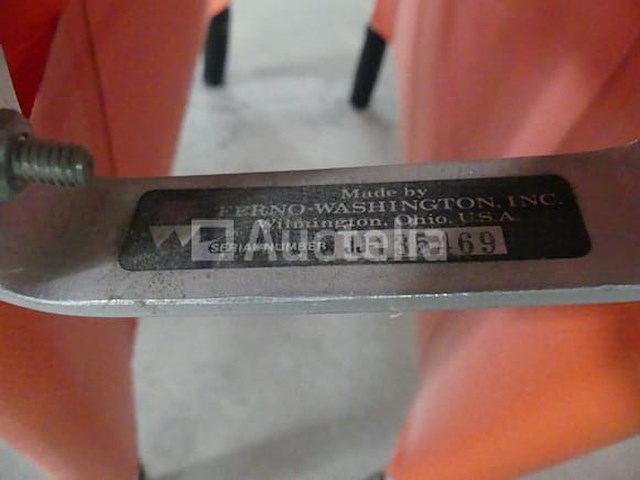 Made by
FERNO-WASHINGTON, INC.
Wilmington, Ohio, U.S.A.
SERIAL NUMBER
Auctelia